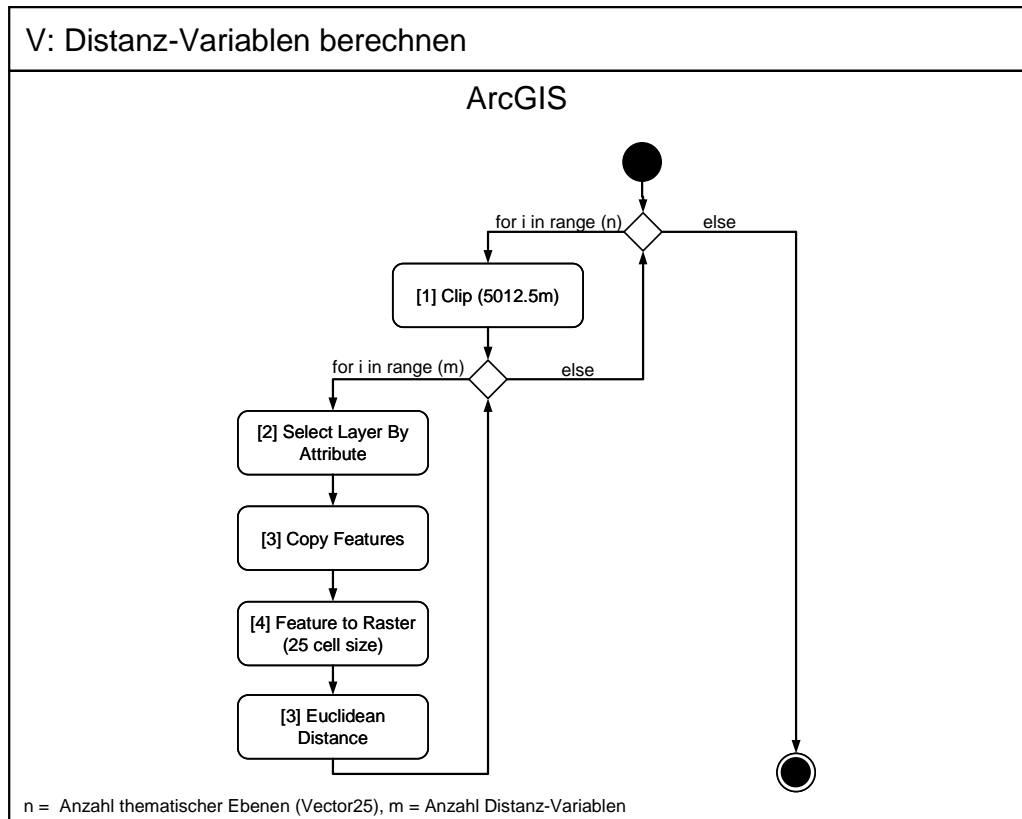 V: Distanz-Variablen berechnen
ArcGIS
for i in range (n)
else
[1] Clip (5012.5m)
for i in range (m)
else
[2] Select Layer By
Attribute
[3] Copy Features
[4] Feature to Raster
(25 cell size)
[3] Euclidean
Distance
n = Anzahl thematischer Ebenen (Vector25), m = Anzahl Distanz-Variablen